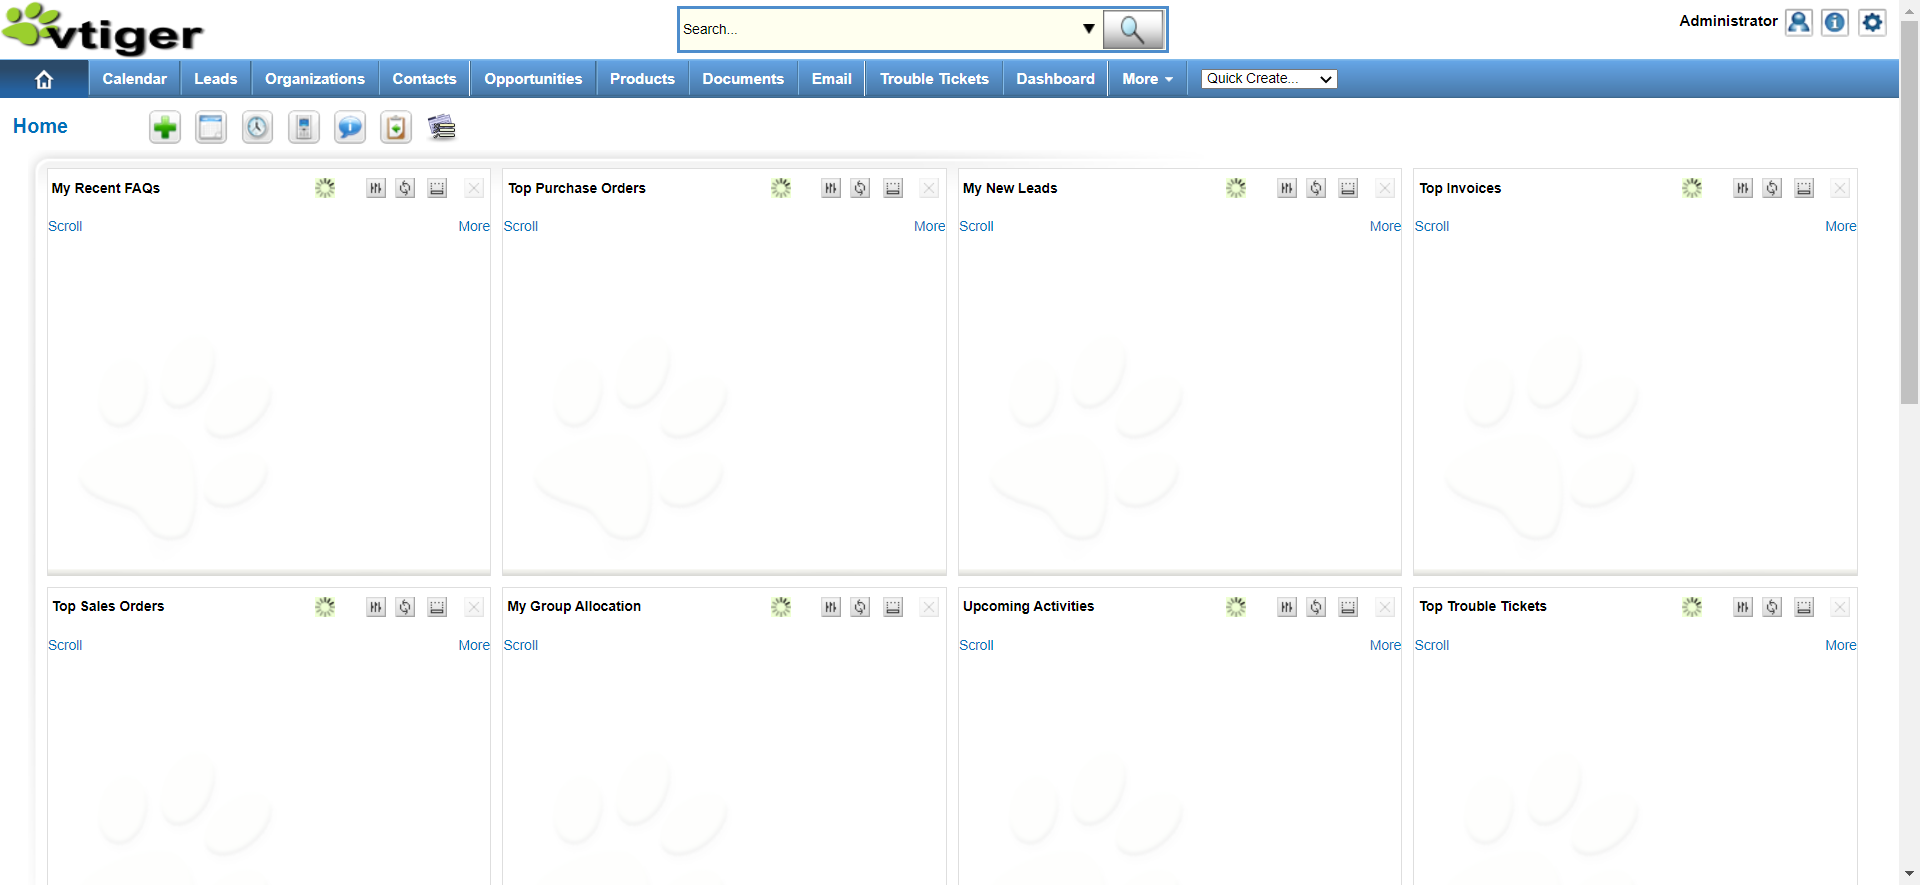 vtiger
Search...
Administrator
Calendar
Leads
Organizations
Contacts
Opportunities
Products
Documents
Email
Trouble Tickets
Dashboard
More
Quick Create...
Home
My Recent FAQs
Top Purchase Orders
My New Leads
Top Invoices
Scroll More
Scroll More
Scroll More
Scroll More
Top Sales Orders
My Group Allocation
Upcoming Activities
Top Trouble Tickets
Scroll More
Scroll
Scroll More
Scroll More